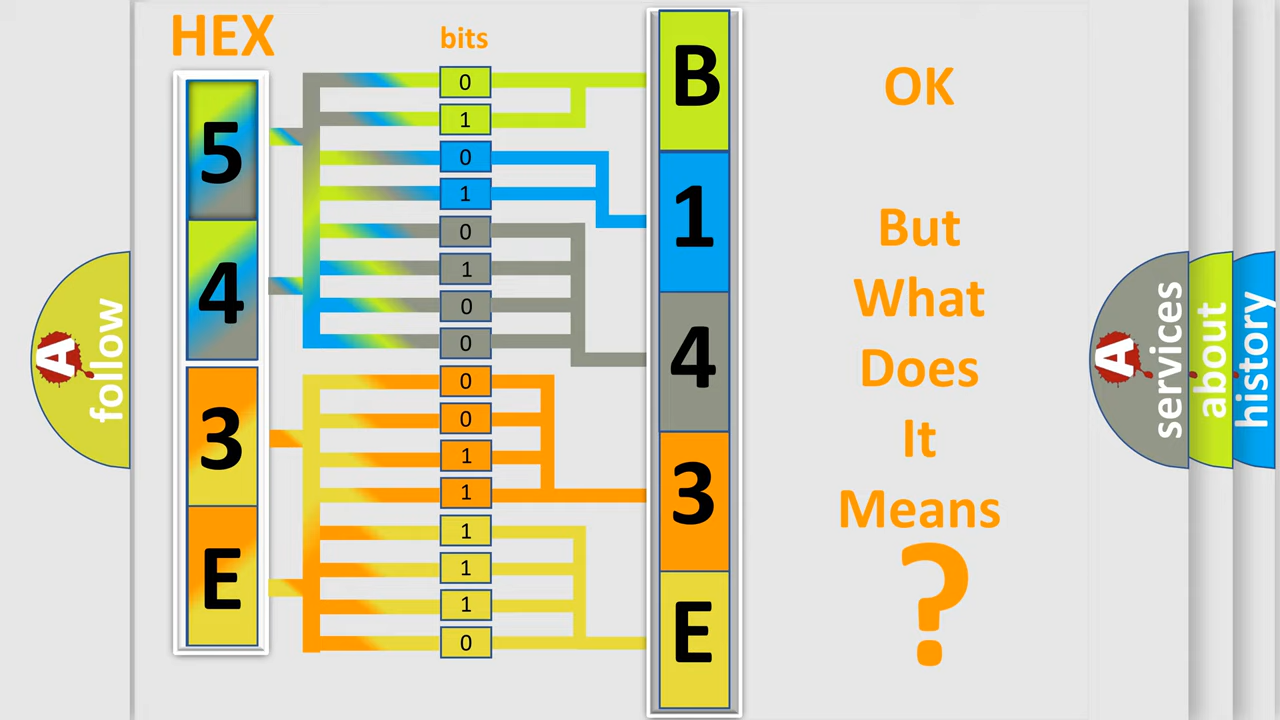 HEX
bits
5
4
3
E
0
1
0
1
0
1
0
0
0
0
1
1
1
1
1
0
B
1
4
3
E
OK
But
What
Does
It
Means
?
A
follow
A
services
about
history